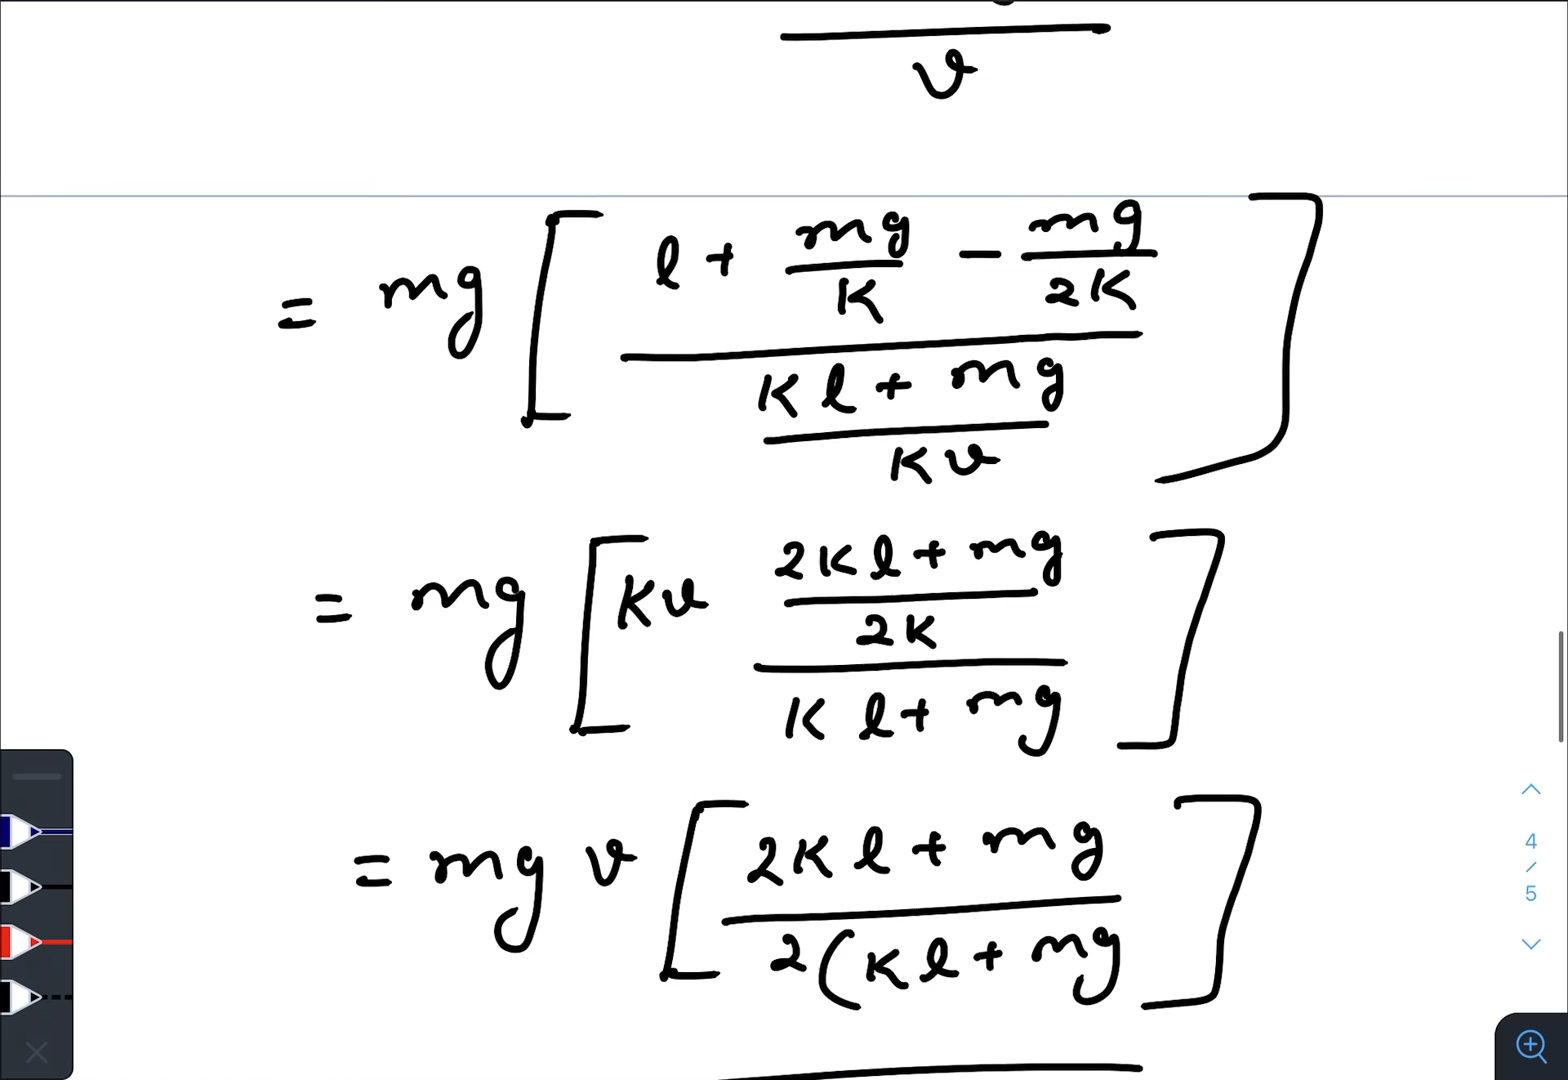 v
= mg [ (l + mg/K - mg/2K) / ((Kl + mg)/Kv) ]
= mg [ Kv ((2Kl + mg)/2K) / (Kl + mg) ]
= mg v [ (2Kl + mg) / 2(Kl + mg ]
4
/
5